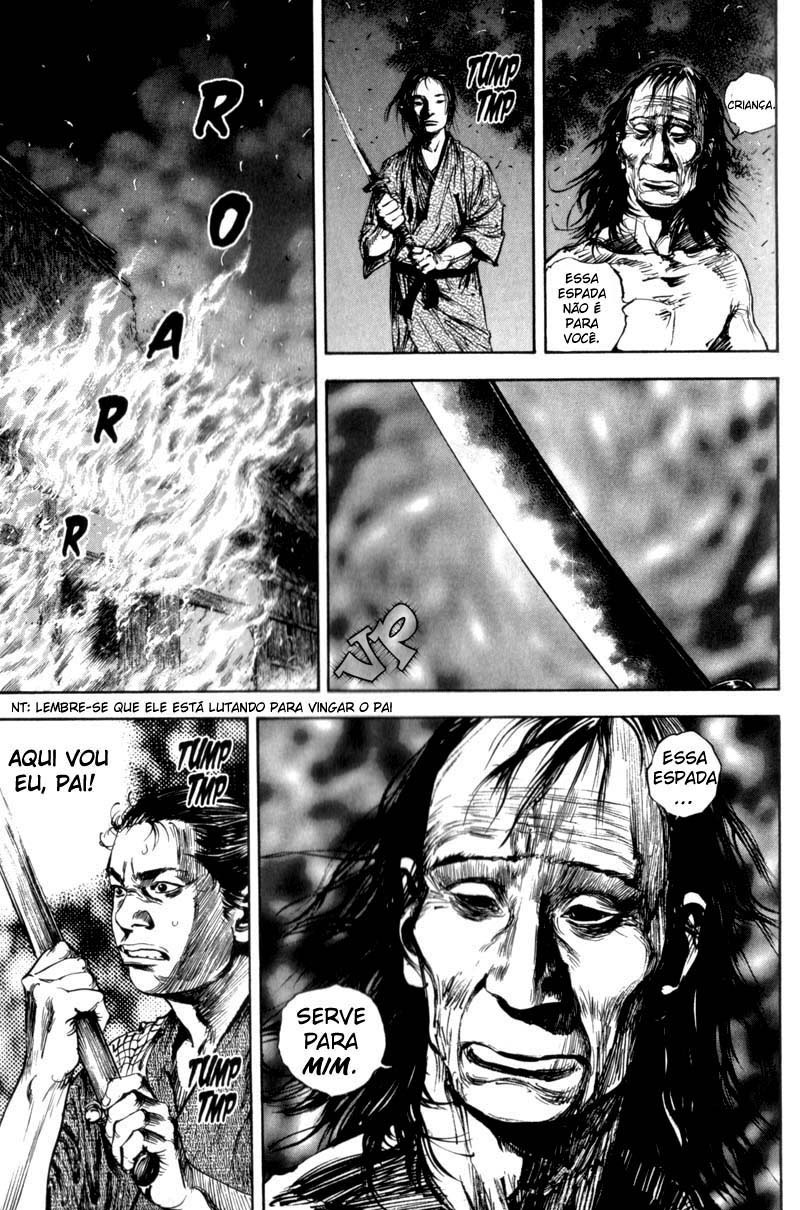 CRIANÇA.
ESSA
ESPADA
NÃO É
PARA
VOCÊ.
TUMP
TMP
R
O
A
R
R
VP
NT: LEMBRE-SE QUE ELE ESTÁ LUTANDO PARA VINGAR O PAI
ESSA
ESPADA
...
SERVE
PARA
MIM.
AQUI VOU
EU, PAI!
TUMP
TMP
TUMP
TMP